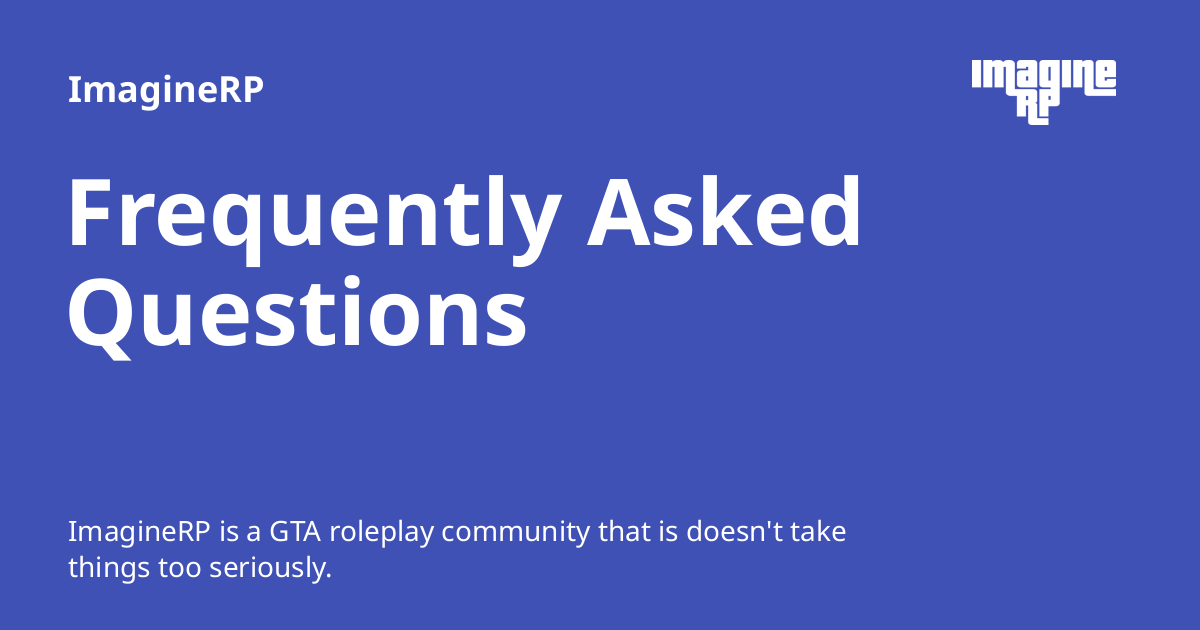 ImagineRP
Imagine
RP
Frequently Asked
Questions
ImagineRP is a GTA roleplay community that is doesn't take
things too seriously.